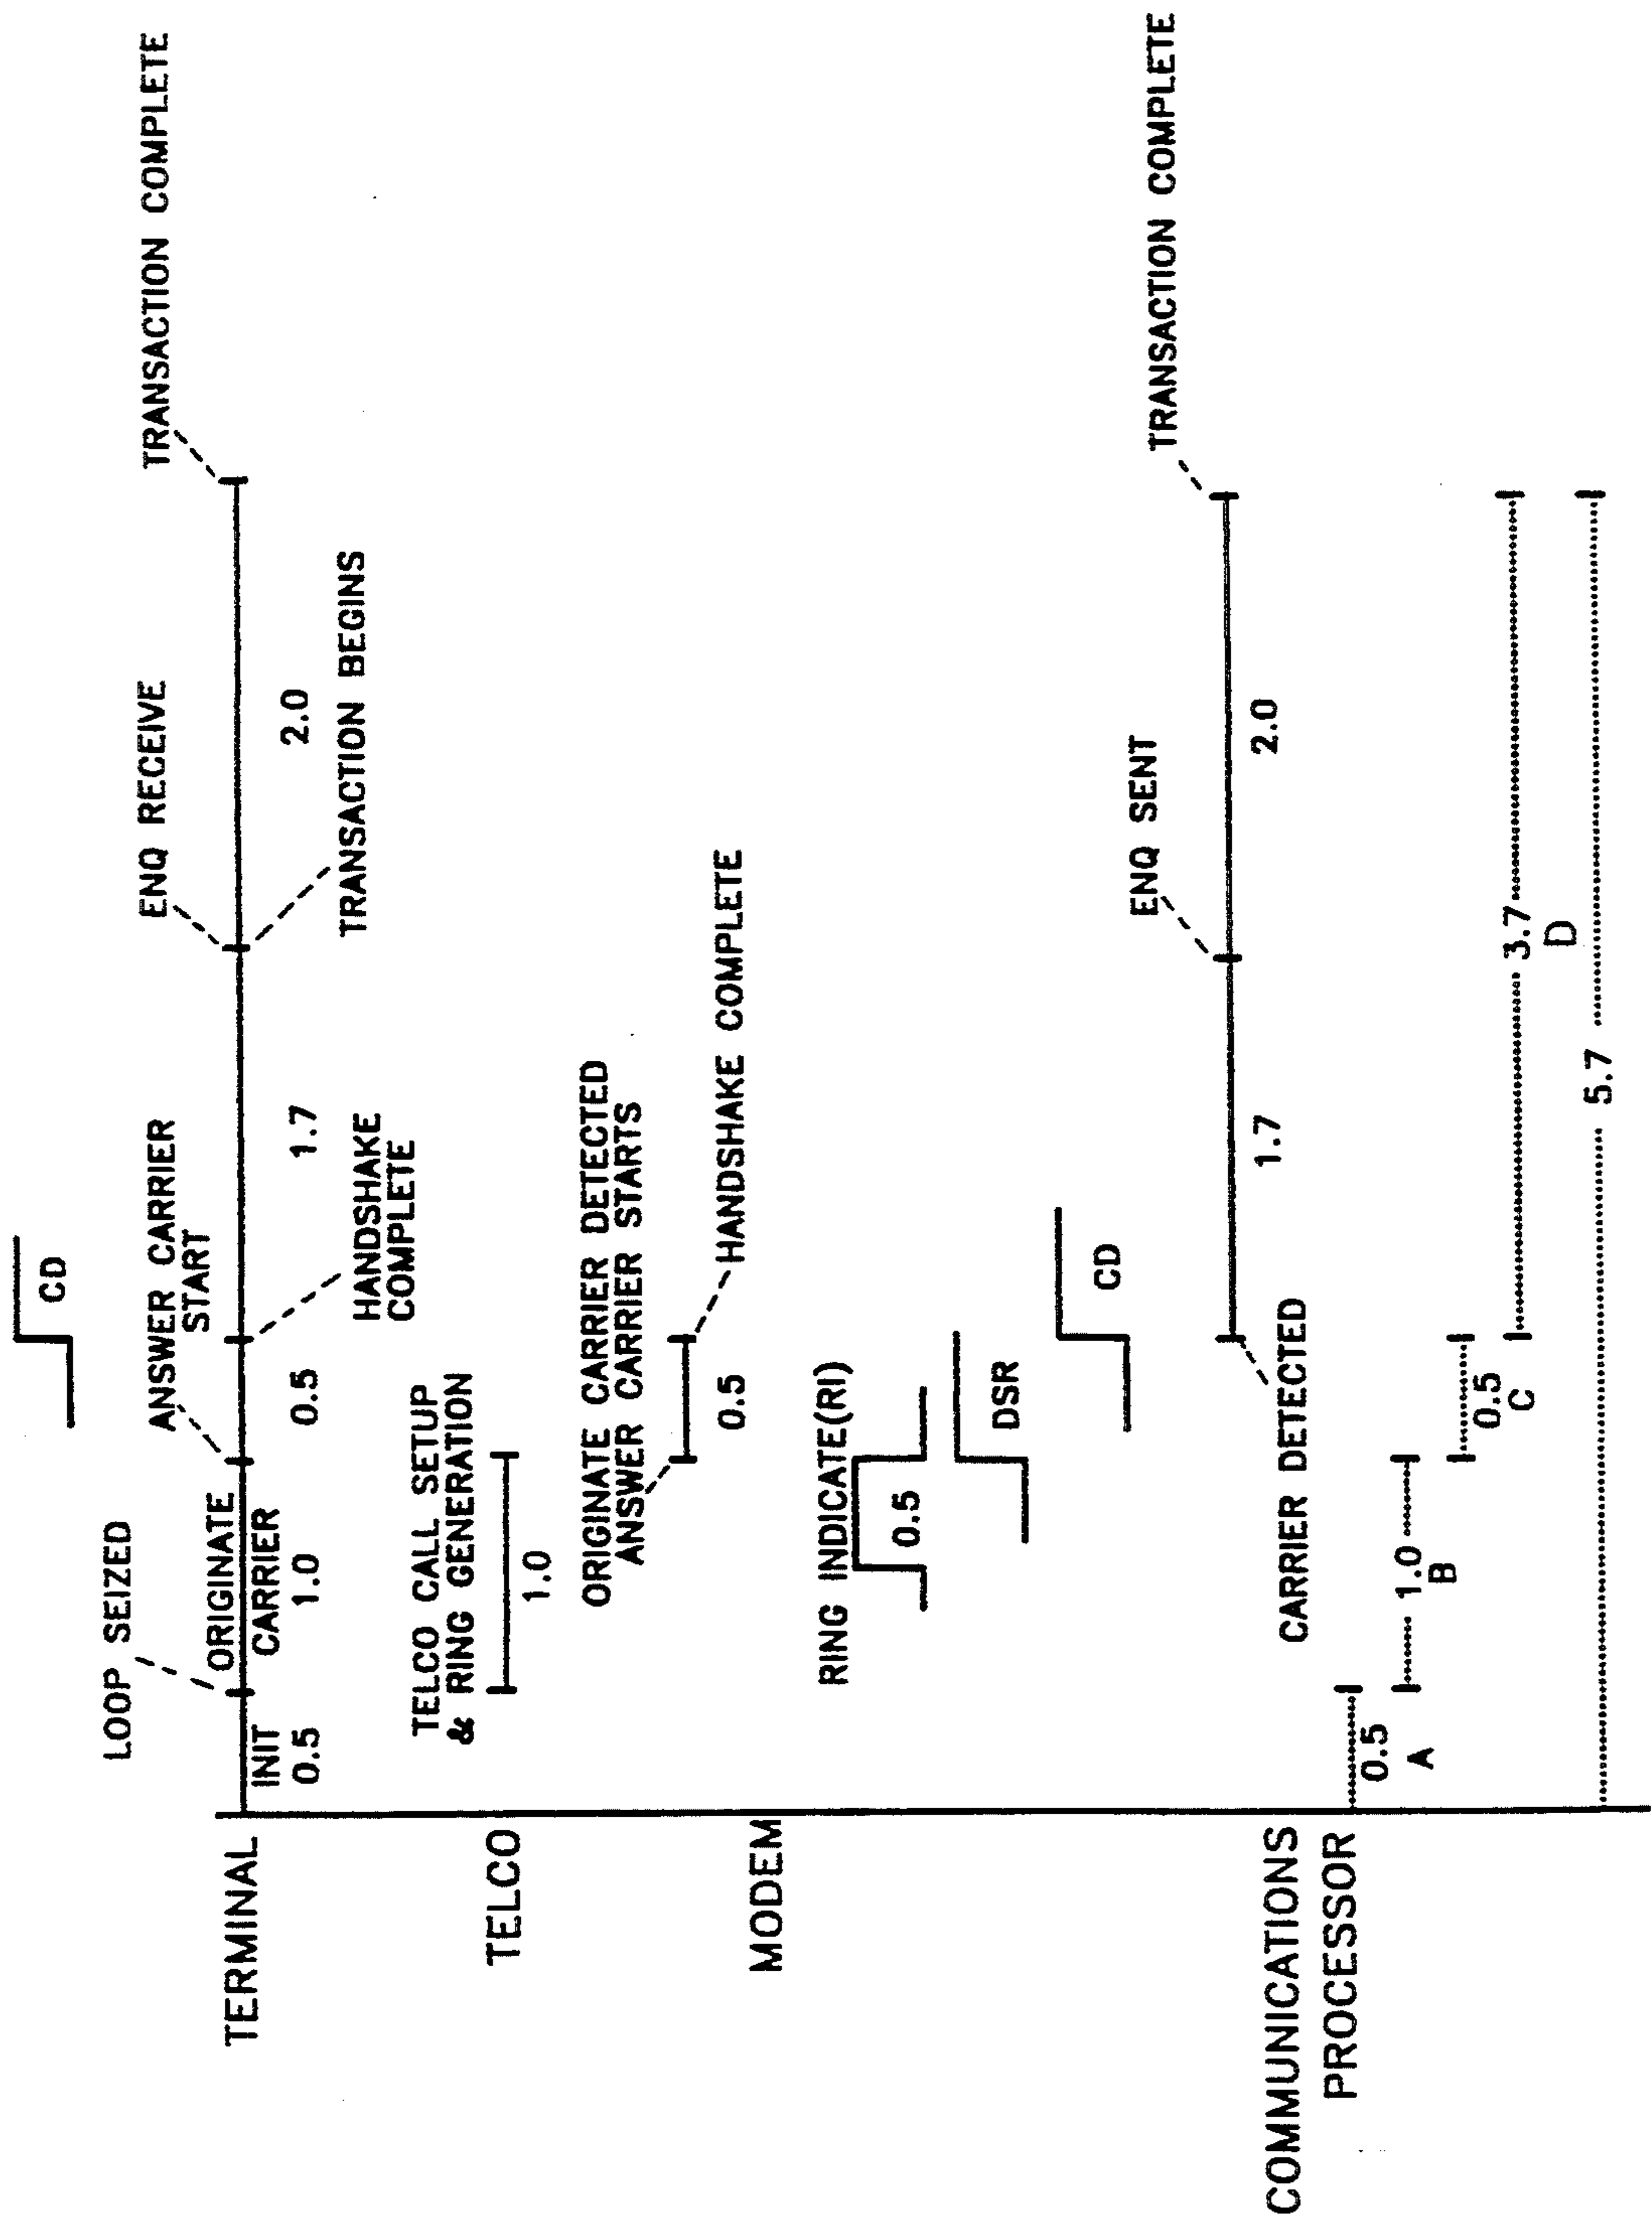 CD
LOOP SEIZED
ANSWER CARRIER
START
ENQ RECEIVE
TRANSACTION COMPLETE
ORIGINATE
TERMINAL
INIT
CARRIER
0.5
1.0
0.5
1.7
2.0
HANDSHAKE
COMPLETE
TRANSACTION BEGINS
TELCO CALL SETUP
& RING GENERATION
TELCO
1.0
ORIGINATE CARRIER DETECTED
ANSWER CARRIER STARTS
MODEM
0.5
HANDSHAKE COMPLETE
RING INDICATE(RI)
0.5
DSR
CD
ENQ SENT
TRANSACTION COMPLETE
1.7
2.0
CARRIER DETECTED
COMMUNICATIONS
PROCESSOR
0.5
A
1.0
B
0.5
C
3.7
D
5.7